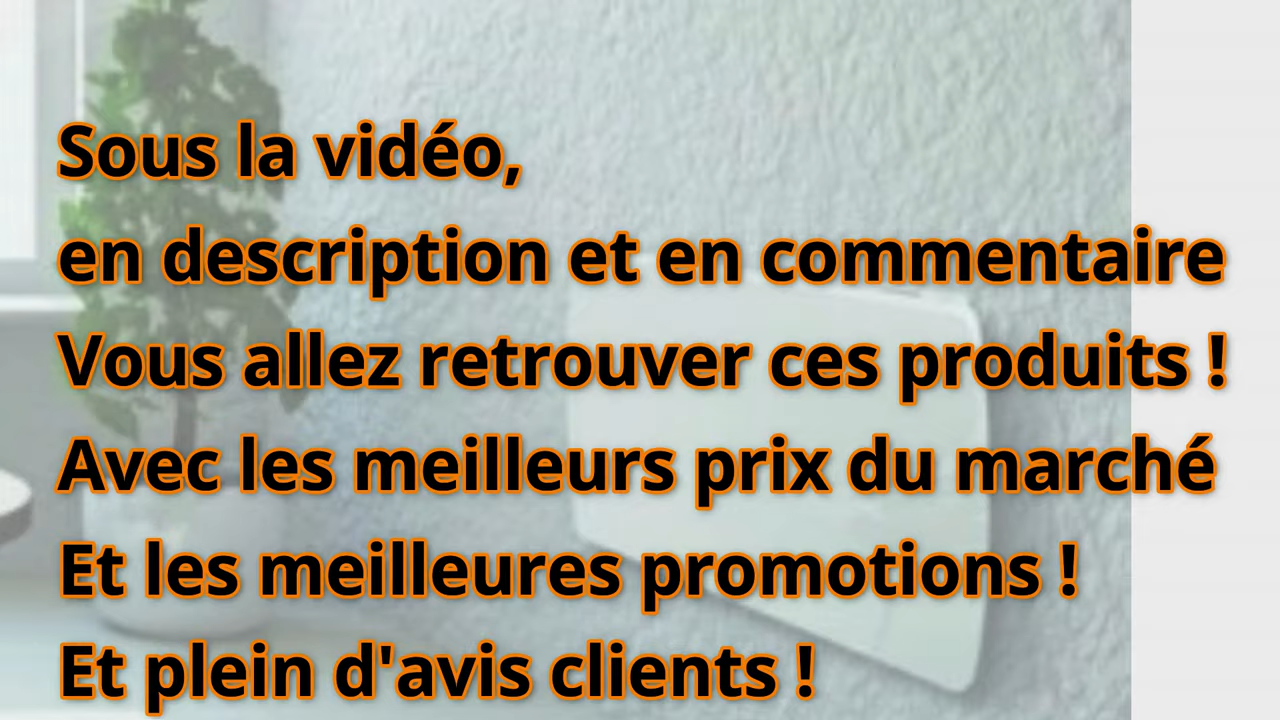 Sous la vidéo,
en description et en commentaire
Vous allez retrouver ces produits !
Avec les meilleurs prix du marché
Et les meilleures promotions !
Et plein d'avis clients !